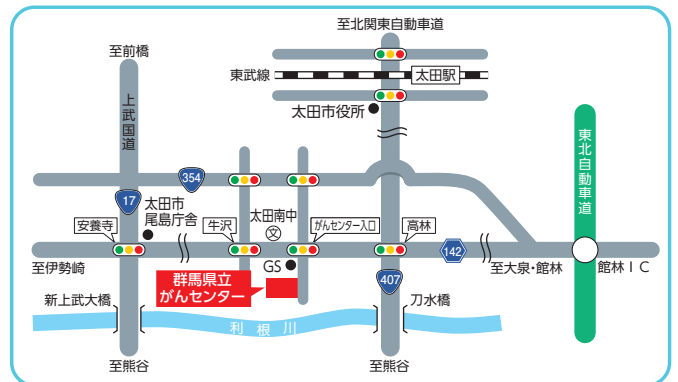 至北関東自動車道
至前橋
東武線
太田駅
太田市役所
上武国道
東北自動車道
354
17
太田市
尾島庁舎
太田南中
文
安養寺
牛沢
がんセンター入口
高林
142
至伊勢崎
GS
至大泉・館林
館林IC
群馬県立
がんセンター
407
新上武大橋
刀水橋
利根川
至熊谷
至熊谷